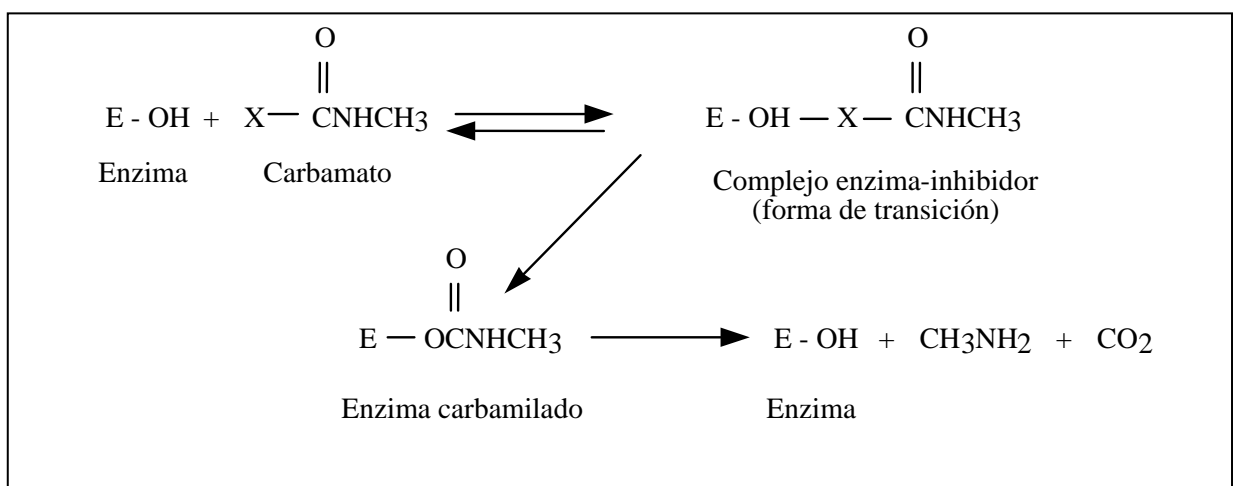 O O
E - OH + X — CNHCH3 E - OH — X — CNHCH3
Enzima Carbamato
Complejo enzima-inhibidor
(forma de transición)
O
E — OCNHCH3 E - OH + CH3NH2 + CO2
Enzima carbamilado Enzima